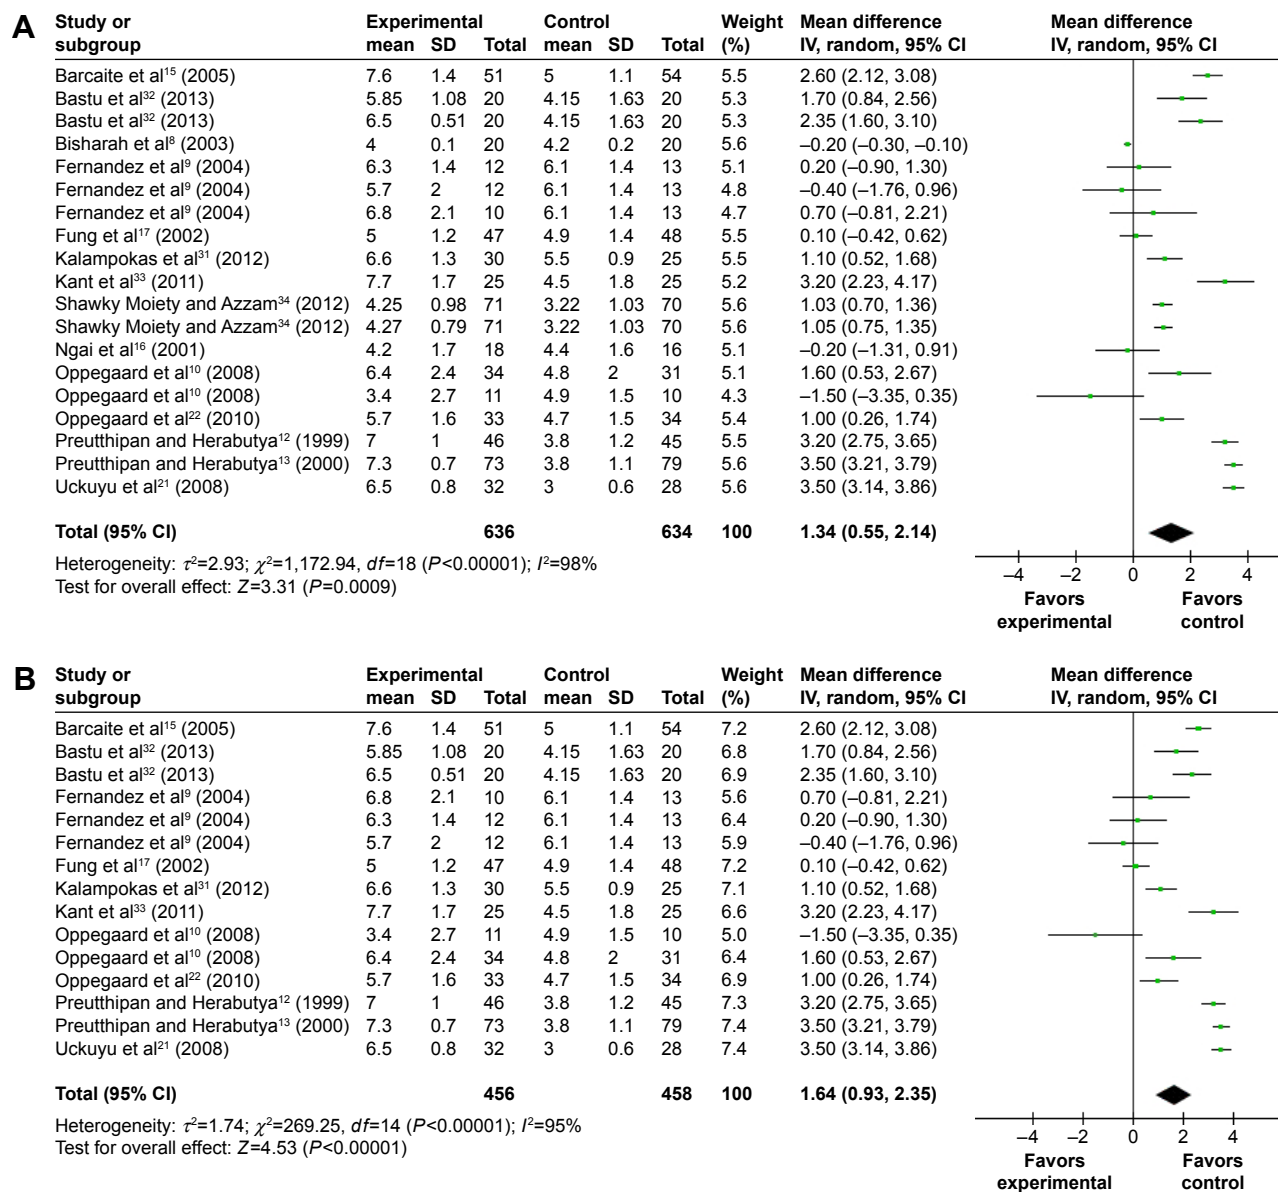 A
Study or Experimental Control Weight Mean difference Mean difference
subgroup mean SD Total mean SD Total (%) IV, random, 95% CI IV, random, 95% CI
Barcaite et al¹⁵ (2005) 7.6 1.4 51 5 1.1 54 5.5 2.60 (2.12, 3.08)
Bastu et al³² (2013) 5.85 1.08 20 4.15 1.63 20 5.3 1.70 (0.84, 2.56)
Bastu et al³² (2013) 6.5 0.51 20 4.15 1.63 20 5.3 2.35 (1.60, 3.10)
Bisharah et al⁸ (2003) 4 0.1 20 4.2 0.2 20 5.6 –0.20 (–0.30, –0.10)
Fernandez et al⁹ (2004) 6.3 1.4 12 6.1 1.4 13 5.1 0.20 (–0.90, 1.30)
Fernandez et al⁹ (2004) 5.7 2 12 6.1 1.4 13 4.8 –0.40 (–1.76, 0.96)
Fernandez et al⁹ (2004) 6.8 2.1 10 6.1 1.4 13 4.7 0.70 (–0.81, 2.21)
Fung et al¹⁷ (2002) 5 1.2 47 4.9 1.4 48 5.5 0.10 (–0.42, 0.62)
Kalampokas et al³¹ (2012) 6.6 1.3 30 5.5 0.9 25 5.5 1.10 (0.52, 1.68)
Kant et al³³ (2011) 7.7 1.7 25 4.5 1.8 25 5.2 3.20 (2.23, 4.17)
Shawky Moiety and Azzam³⁴ (2012) 4.25 0.98 71 3.22 1.03 70 5.6 1.03 (0.70, 1.36)
Shawky Moiety and Azzam³⁴ (2012) 4.27 0.79 71 3.22 1.03 70 5.6 1.05 (0.75, 1.35)
Ngai et al¹⁶ (2001) 4.2 1.7 18 4.4 1.6 16 5.1 –0.20 (–1.31, 0.91)
Oppegaard et al¹⁰ (2008) 6.4 2.4 34 4.8 2 31 5.1 1.60 (0.53, 2.67)
Oppegaard et al¹⁰ (2008) 3.4 2.7 11 4.9 1.5 10 4.3 –1.50 (–3.35, 0.35)
Oppegaard et al²² (2010) 5.7 1.6 33 4.7 1.5 34 5.4 1.00 (0.26, 1.74)
Preutthipan and Herabutya¹² (1999) 7 1 46 3.8 1.2 45 5.5 3.20 (2.75, 3.65)
Preutthipan and Herabutya¹³ (2000) 7.3 0.7 73 3.8 1.1 79 5.6 3.50 (3.21, 3.79)
Uckuyu et al²¹ (2008) 6.5 0.8 32 3 0.6 28 5.6 3.50 (3.14, 3.86)
Total (95% CI) 636 634 100 1.34 (0.55, 2.14)
Heterogeneity: τ²=2.93; χ²=1,172.94, df=18 (P<0.00001); I²=98%
Test for overall effect: Z=3.31 (P=0.0009)
–4 –2 0 2 4
Favors Favors
experimental control
B
Study or Experimental Control Weight Mean difference Mean difference
subgroup mean SD Total mean SD Total (%) IV, random, 95% CI IV, random, 95% CI
Barcaite et al¹⁵ (2005) 7.6 1.4 51 5 1.1 54 7.2 2.60 (2.12, 3.08)
Bastu et al³² (2013) 5.85 1.08 20 4.15 1.63 20 6.8 1.70 (0.84, 2.56)
Bastu et al³² (2013) 6.5 0.51 20 4.15 1.63 20 6.9 2.35 (1.60, 3.10)
Fernandez et al⁹ (2004) 6.8 2.1 10 6.1 1.4 13 5.6 0.70 (–0.81, 2.21)
Fernandez et al⁹ (2004) 6.3 1.4 12 6.1 1.4 13 6.4 0.20 (–0.90, 1.30)
Fernandez et al⁹ (2004) 5.7 2 12 6.1 1.4 13 5.9 –0.40 (–1.76, 0.96)
Fung et al¹⁷ (2002) 5 1.2 47 4.9 1.4 48 7.2 0.10 (–0.42, 0.62)
Kalampokas et al³¹ (2012) 6.6 1.3 30 5.5 0.9 25 7.1 1.10 (0.52, 1.68)
Kant et al³³ (2011) 7.7 1.7 25 4.5 1.8 25 6.6 3.20 (2.23, 4.17)
Oppegaard et al¹⁰ (2008) 3.4 2.7 11 4.9 1.5 10 5.0 –1.50 (–3.35, 0.35)
Oppegaard et al¹⁰ (2008) 6.4 2.4 34 4.8 2 31 6.4 1.60 (0.53, 2.67)
Oppegaard et al²² (2010) 5.7 1.6 33 4.7 1.5 34 6.9 1.00 (0.26, 1.74)
Preutthipan and Herabutya¹² (1999) 7 1 46 3.8 1.2 45 7.3 3.20 (2.75, 3.65)
Preutthipan and Herabutya¹³ (2000) 7.3 0.7 73 3.8 1.1 79 7.4 3.50 (3.21, 3.79)
Uckuyu et al²¹ (2008) 6.5 0.8 32 3 0.6 28 7.4 3.50 (3.14, 3.86)
Total (95% CI) 456 458 100 1.64 (0.93, 2.35)
Heterogeneity: τ²=1.74; χ²=269.25, df=14 (P<0.00001); I²=95%
Test for overall effect: Z=4.53 (P<0.00001)
–4 –2 0 2 4
Favors Favors
experimental control